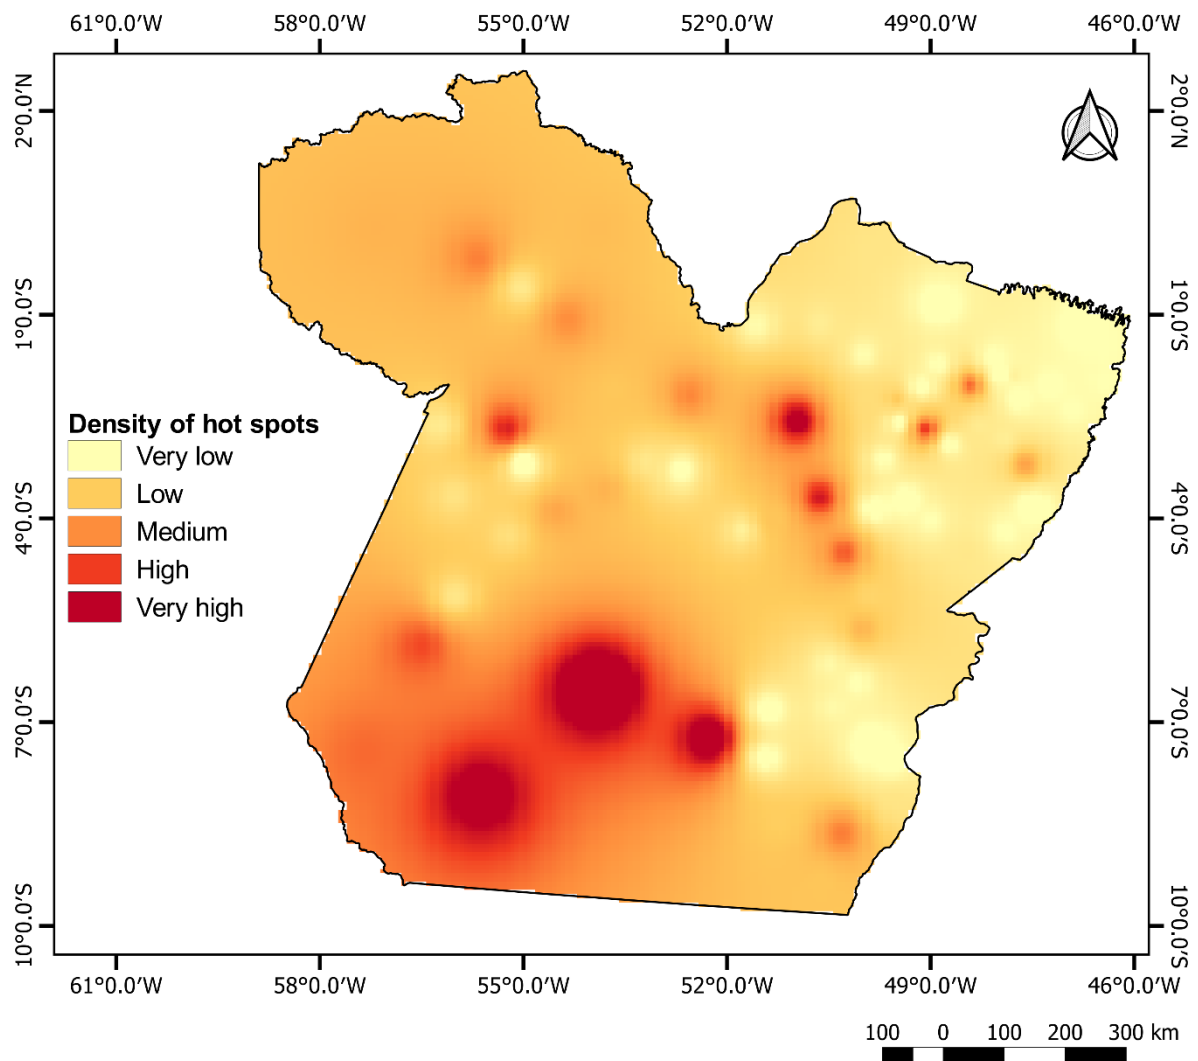 61°0.0′W 58°0.0′W 55°0.0′W 52°0.0′W 49°0.0′W 46°0.0′W
2°0.0′N
2°0.0′N
1°0.0′S
1°0.0′S
Density of hot spots
Very low
Low
Medium
High
Very high
4°0.0′S
4°0.0′S
7°0.0′S
7°0.0′S
10°0.0′S
10°0.0′S
61°0.0′W 58°0.0′W 55°0.0′W 52°0.0′W 49°0.0′W 46°0.0′W
100 0 100 200 300 km